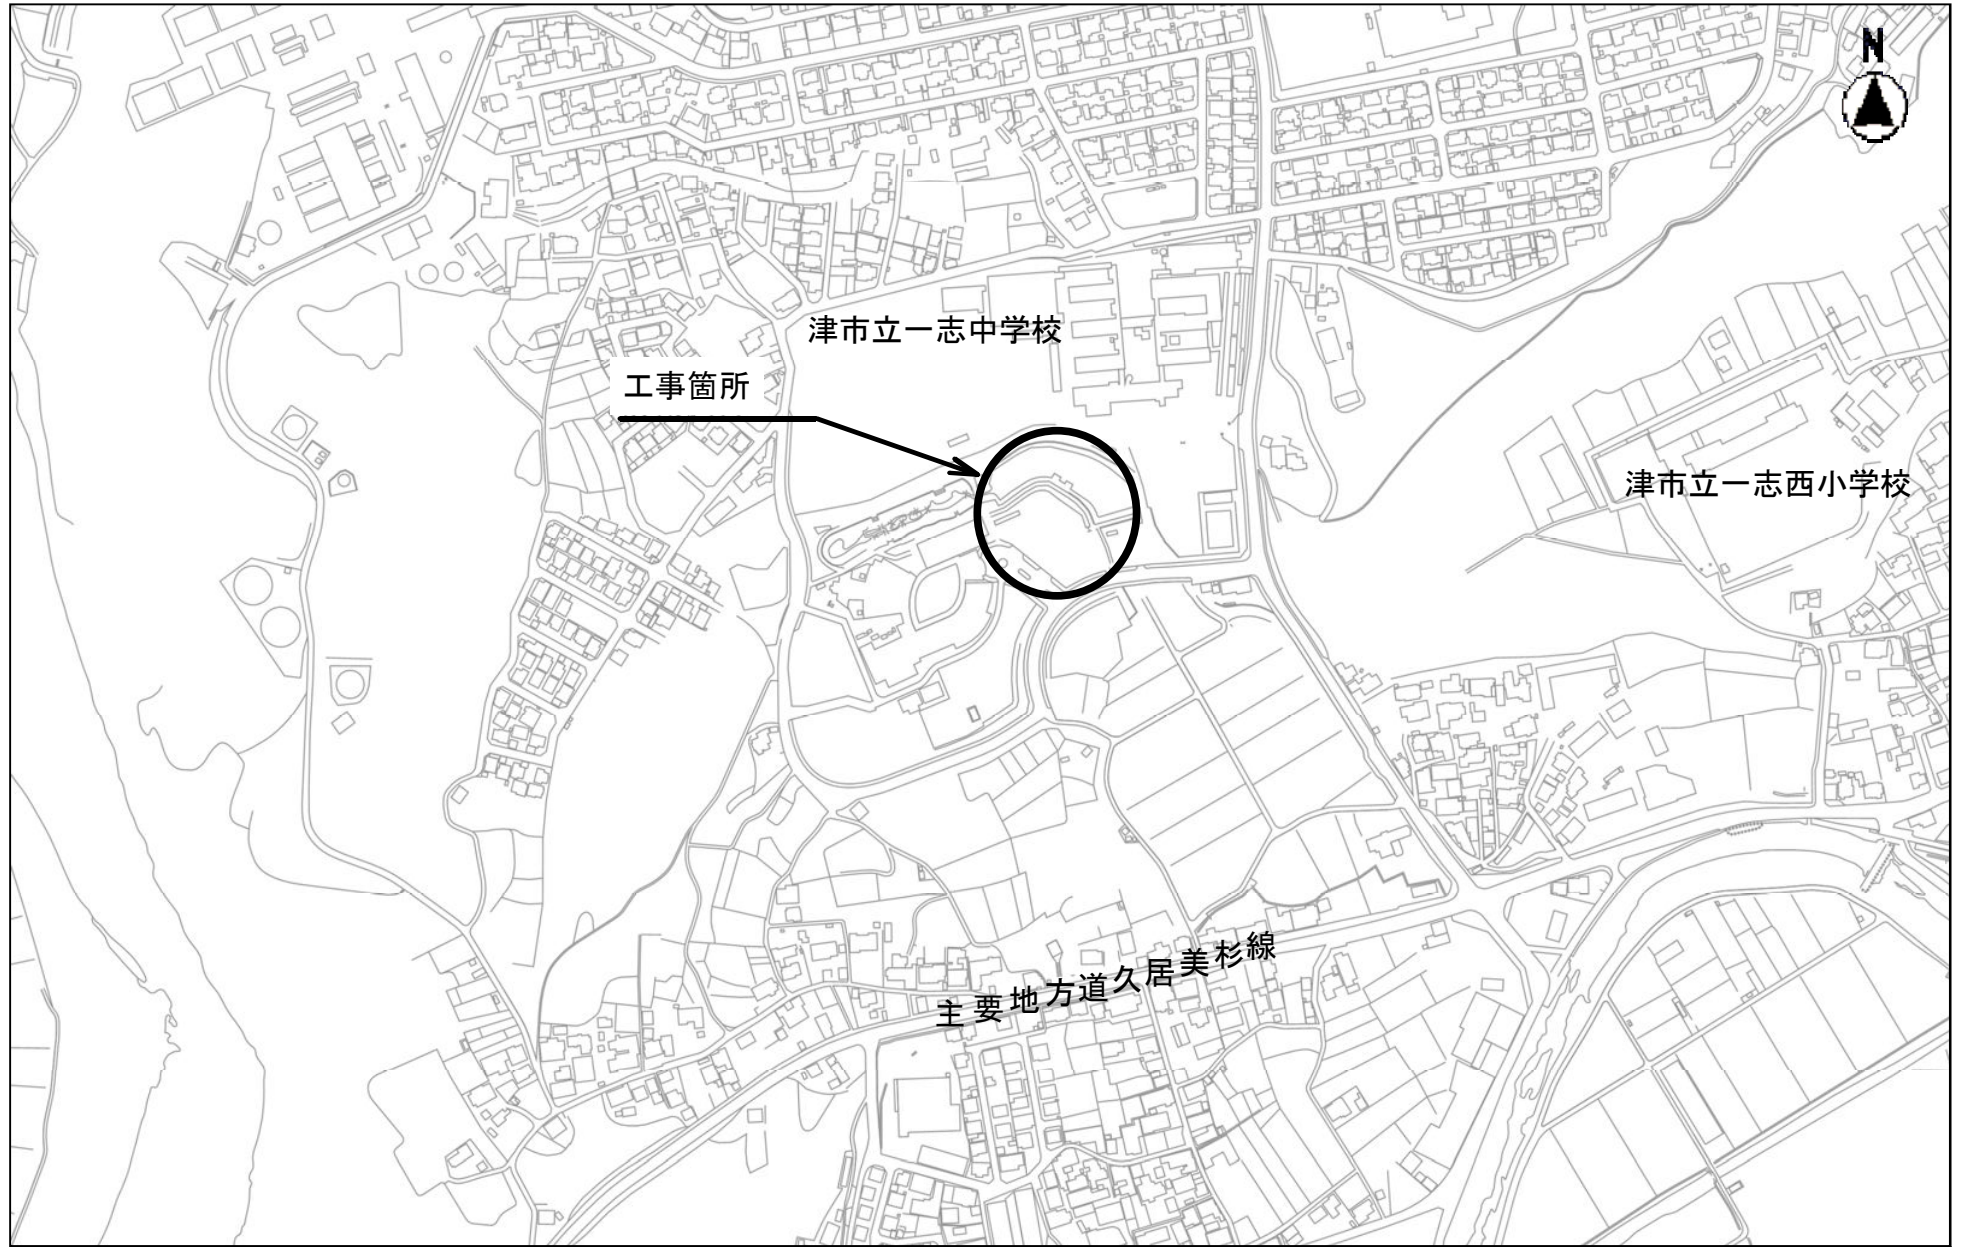 N
津市立一志中学校
工事箇所
津市立一志西小学校
主要地方道久居美杉線